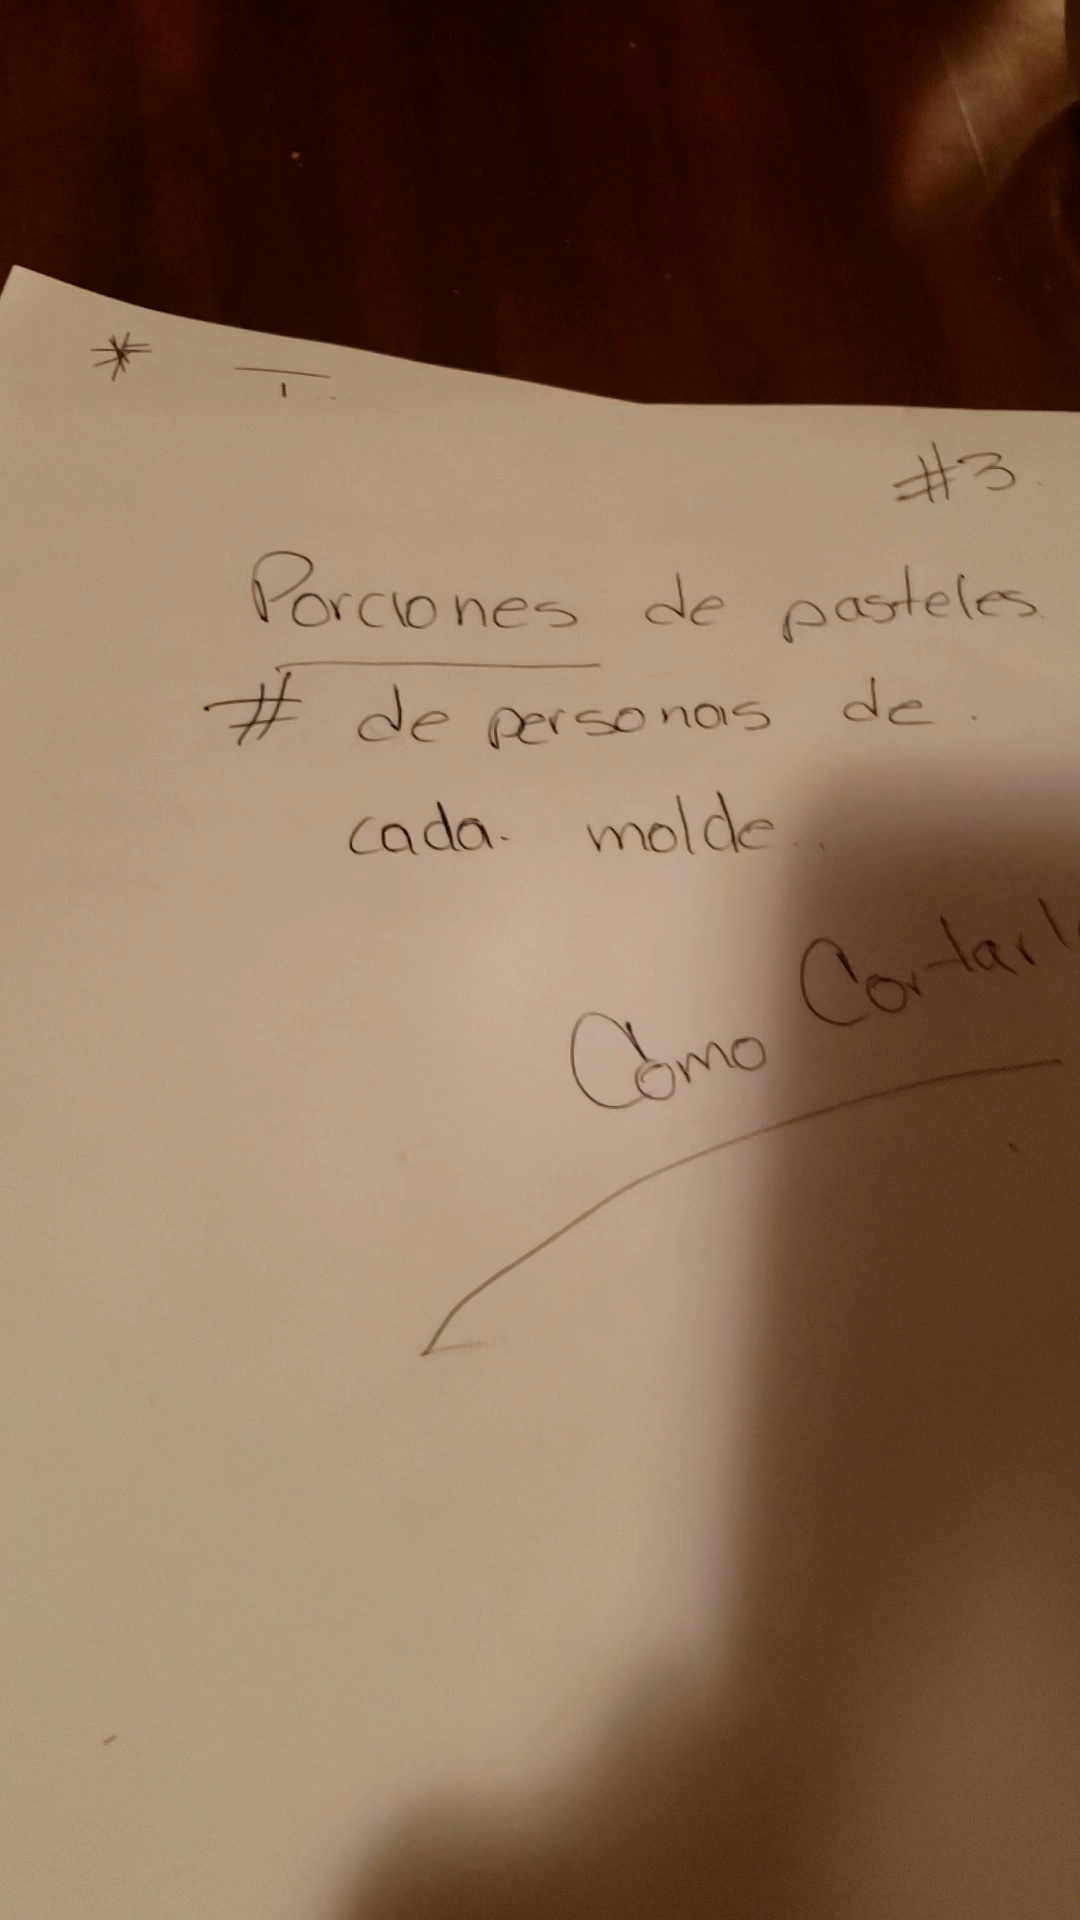 *
#3
Porciones de pasteles
# de personas de.
cada. molde..
Como